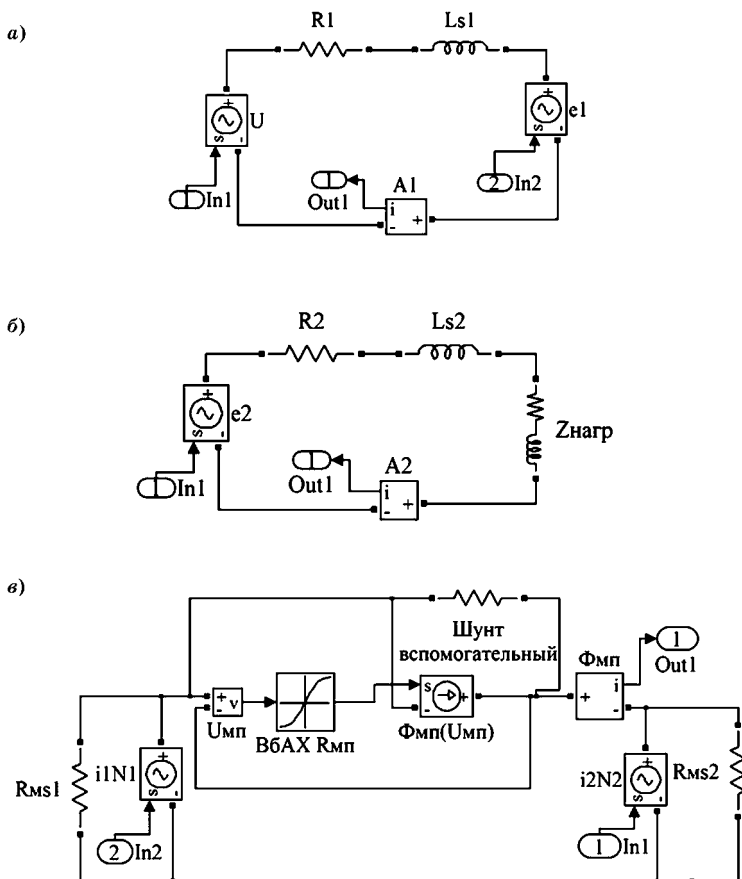 а)
R1
Ls1
U
+
-
s
In1
Out1
A1
i
-
+
e1
+
-
s
2
In2
б)
R2
Ls2
e2
+
-
s
In1
Out1
A2
i
-
+
Zнагр
в)
Шунт
вспомогательный
Фмп
1
Out1
+
-
v
Uмп
ВбАХ Rмп
s
-
+
Фмп(Uмп)
+
i
-
Rмs1
i1N1
+
-
s
2
In2
i2N2
+
-
s
Rмs2
1
In1